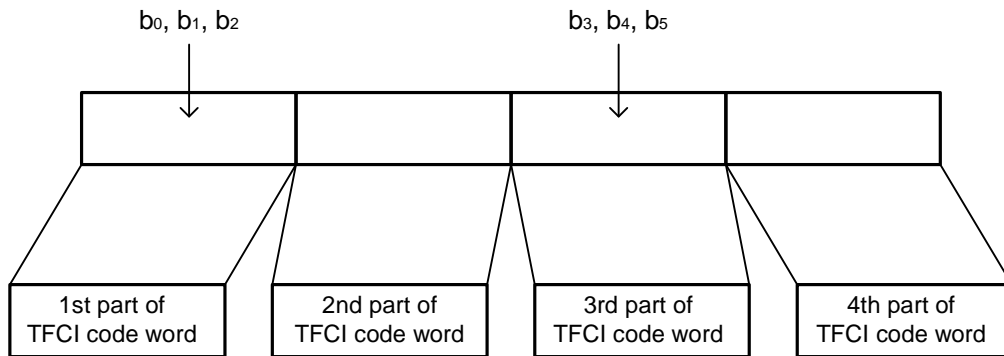 b0, b1, b2
b3, b4, b5
1st part of
TFCI code word
2nd part of
TFCI code word
3rd part of
TFCI code word
4th part of
TFCI code word